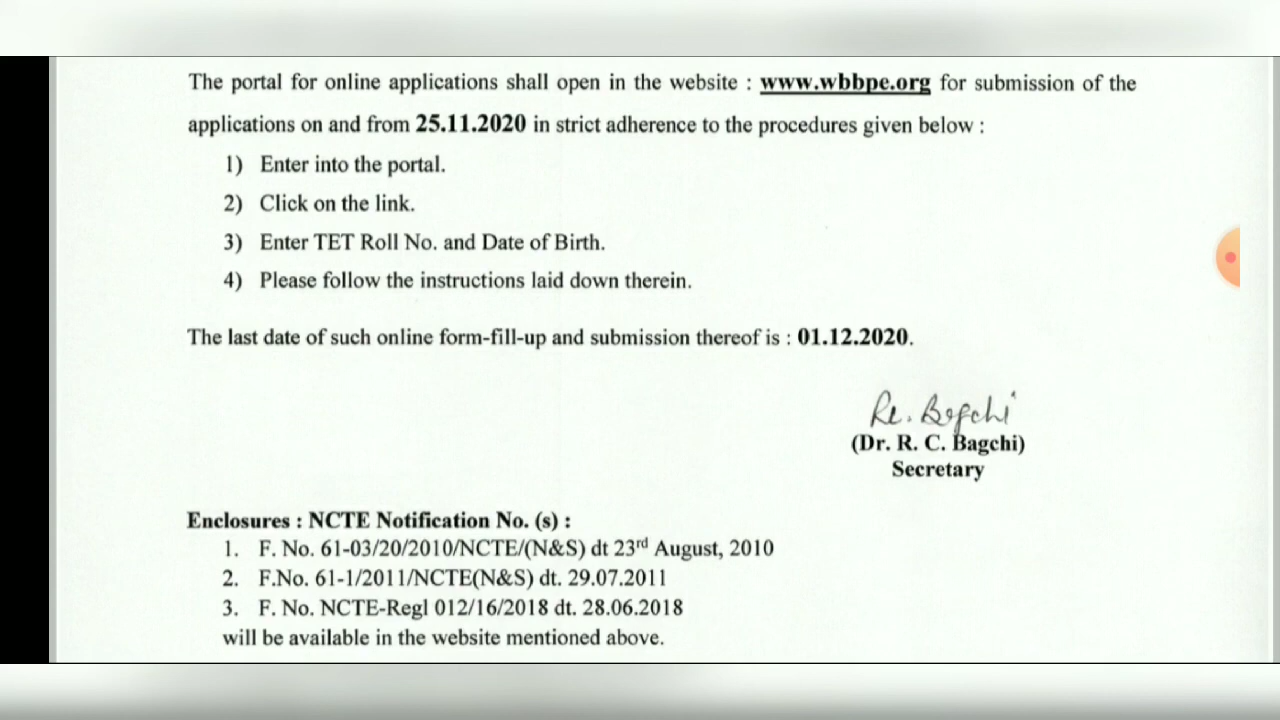 The portal for online applications shall open in the website : www.wbbpe.org for submission of the
applications on and from 25.11.2020 in strict adherence to the procedures given below :
1) Enter into the portal.
2) Click on the link.
3) Enter TET Roll No. and Date of Birth.
4) Please follow the instructions laid down therein.
The last date of such online form-fill-up and submission thereof is : 01.12.2020.
Rc. Bagchi
(Dr. R. C. Bagchi)
Secretary
Enclosures : NCTE Notification No. (s) :
1. F. No. 61-03/20/2010/NCTE/(N&S) dt 23rd August, 2010
2. F.No. 61-1/2011/NCTE(N&S) dt. 29.07.2011
3. F. No. NCTE-Regl 012/16/2018 dt. 28.06.2018
will be available in the website mentioned above.